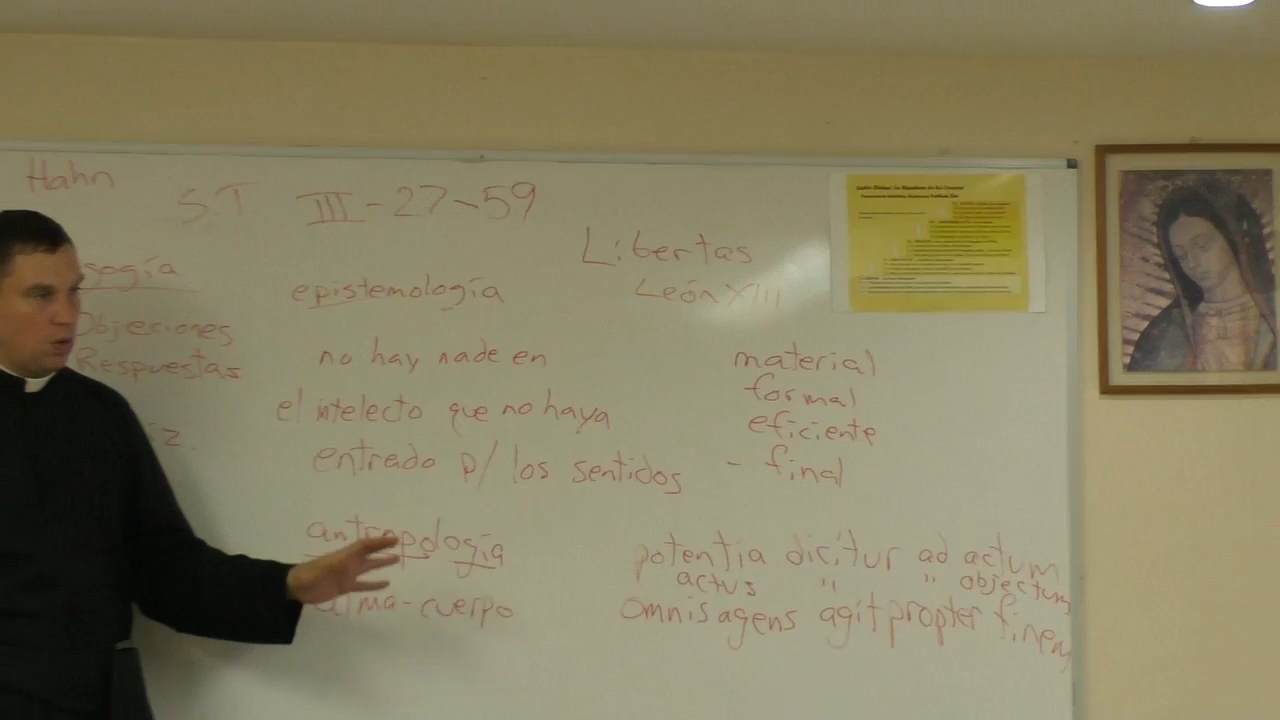 Hahn
S.T III - 27-59
Libertas
León XIII
segía
Objeciones
Respuestas
epistemología
no hay nade en
el intelecto que no haya
entrado p/ los sentidos
material
formal
eficiente
- final
antropología
alma-cuerpo
potentia dicitur ad actum
actus " " objectum
omnis agens agit propter finem